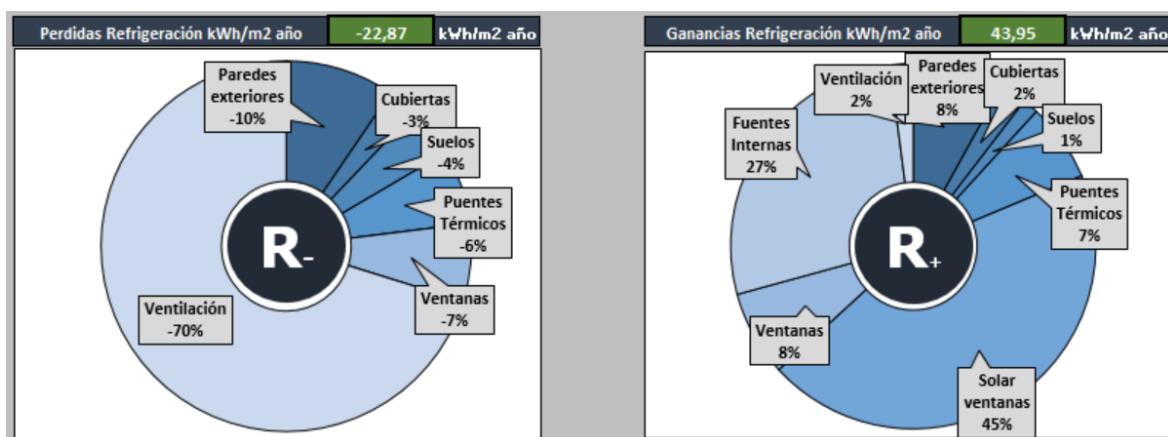 Perdidas Refrigeración kWh/m2 año
-22,87
kWh/m2 año
Paredes
exteriores
-10%
Cubiertas
-3%
Suelos
-4%
Puentes
Térmicos
-6%
Ventanas
-7%
Ventilación
-70%
R-
Ganancias Refrigeración kWh/m2 año
43,95
kWh/m2 año
Ventilación
2%
Paredes
exteriores
8%
Cubiertas
2%
Suelos
1%
Puentes
Térmicos
7%
Fuentes
Internas
27%
Ventanas
8%
Solar
ventanas
45%
R+